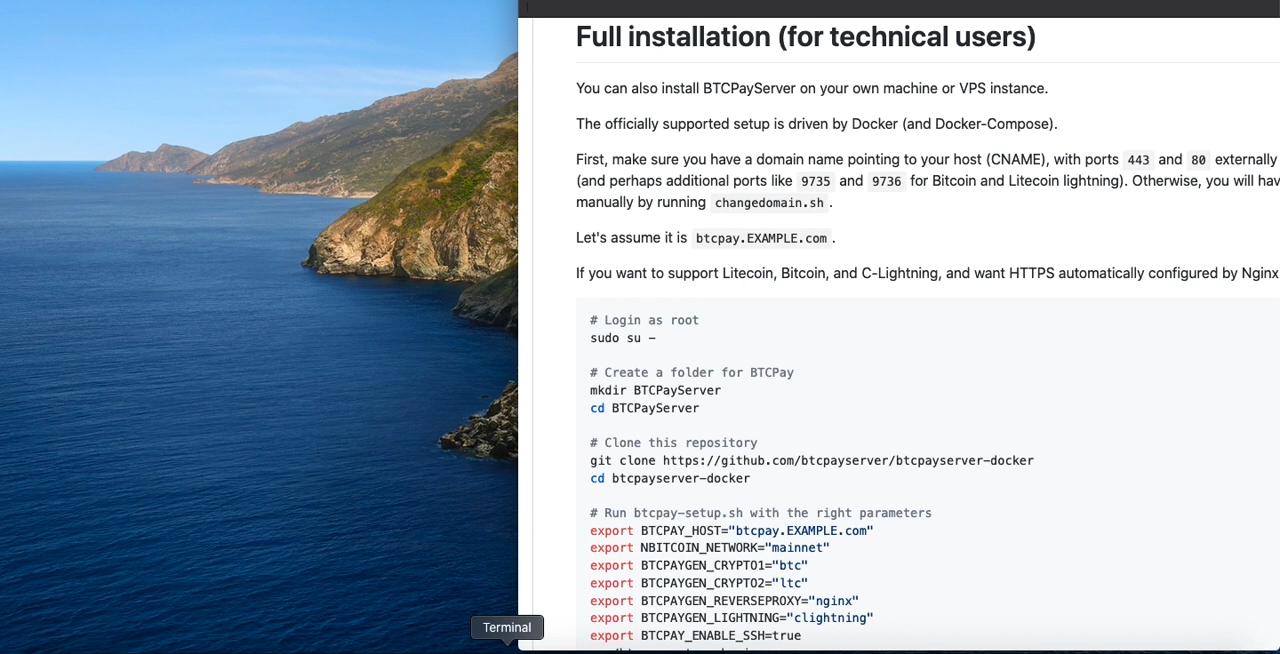 Full installation (for technical users)
You can also install BTCPayServer on your own machine or VPS instance.
The officially supported setup is driven by Docker (and Docker-Compose).
First, make sure you have a domain name pointing to your host (CNAME), with ports 443 and 80 externally
(and perhaps additional ports like 9735 and 9736 for Bitcoin and Litecoin lightning). Otherwise, you will
manually by running changedomain.sh.
Let's assume it is btcpay.EXAMPLE.com.
If you want to support Litecoin, Bitcoin, and C-Lightning, and want HTTPS automatically configured by Nginx
# Login as root
sudo su -
# Create a folder for BTCPay
mkdir BTCPayServer
cd BTCPayServer
# Clone this repository
git clone https://github.com/btcpayserver/btcpayserver-docker
cd btcpayserver-docker
# Run btcpay-setup.sh with the right parameters
export BTCPAY_HOST="btcpay.EXAMPLE.com"
export NBITCOIN_NETWORK="mainnet"
export BTCPAYGEN_CRYPTO1="btc"
export BTCPAYGEN_CRYPTO2="ltc"
export BTCPAYGEN_REVERSEPROXY="nginx"
export BTCPAYGEN_LIGHTNING="clightning"
export BTCPAY_ENABLE_SSH=true
Terminal